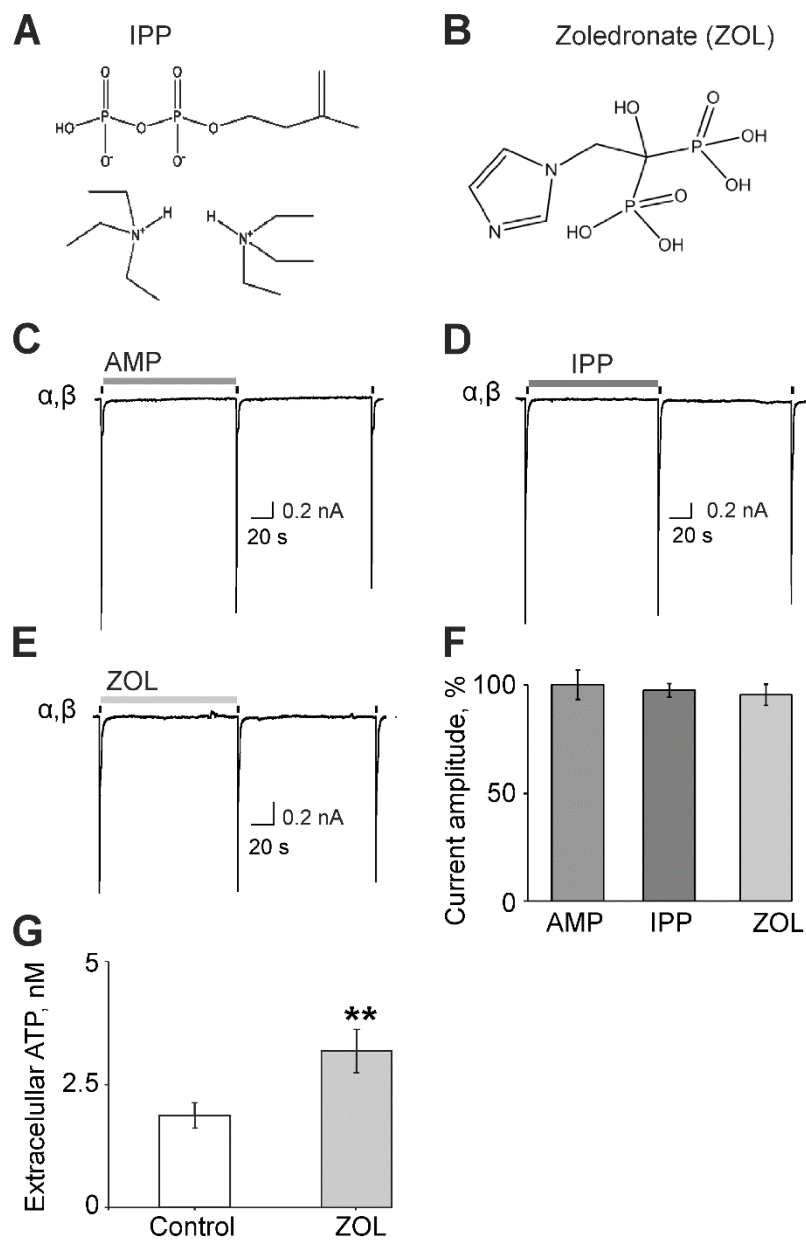 A
IPP
O
O
HO
P
O
P
O
O⁻
O⁻
H
N⁺
H
N⁺
B
Zoledronate (ZOL)
HO
O
P
OH
OH
N
N
P
O
HO
OH
C
AMP
α,β
0.2 nA
20 s
D
IPP
α,β
0.2 nA
20 s
E
ZOL
α,β
0.2 nA
20 s
F
Current amplitude, %
100
50
0
AMP IPP ZOL
G
Extracelullar ATP, nM
5
2.5
0
**
Control ZOL